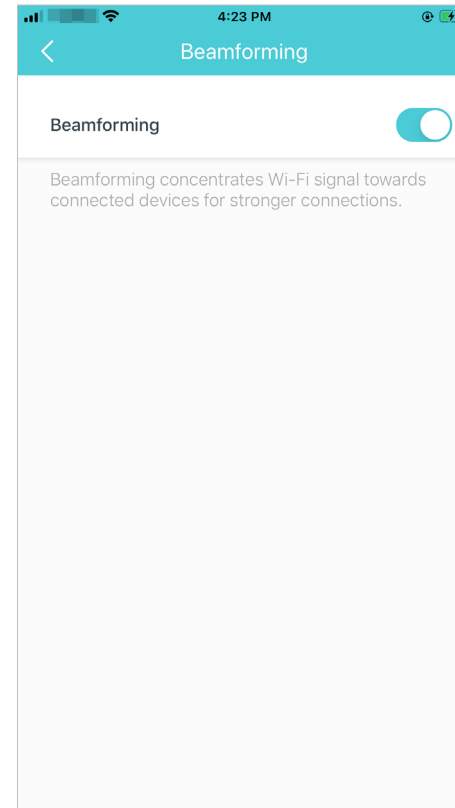 4:23 PM
Beamforming
Beamforming
Beamforming concentrates Wi-Fi signal towards
connected devices for stronger connections.